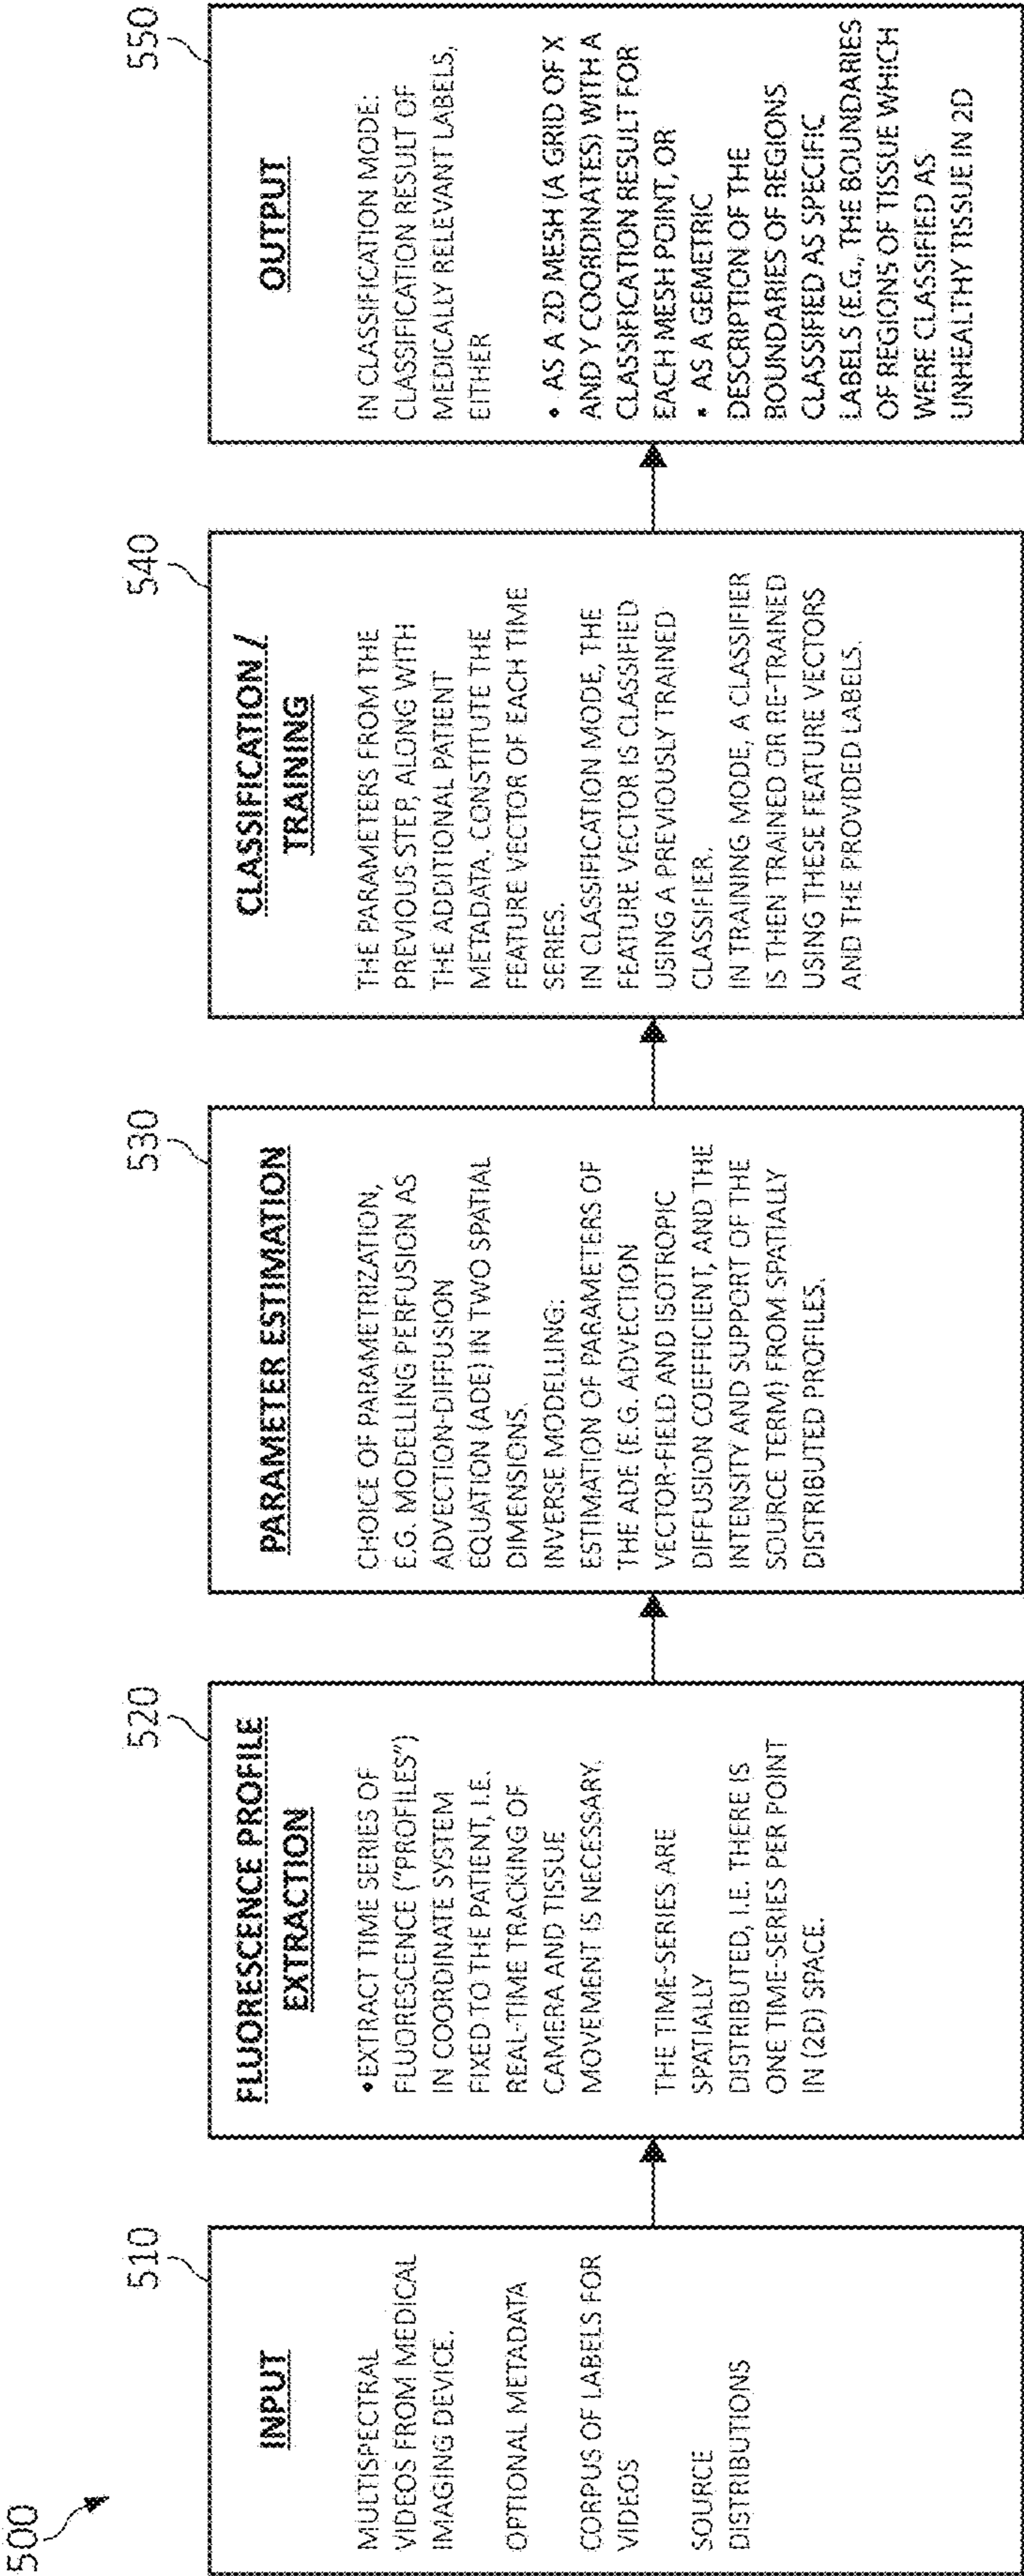 500
510
INPUT
MULTISPECTRAL
VIDEOS FROM MEDICAL
IMAGING DEVICE.
OPTIONAL METADATA
CORPUS OF LABELS FOR
VIDEOS
SOURCE
DISTRIBUTIONS
520
FLUORESCENCE PROFILE
EXTRACTION
• EXTRACT TIME SERIES OF
FLUORESCENCE ("PROFILES")
IN COORDINATE SYSTEM
FIXED TO THE PATIENT, I.E.
REAL-TIME TRACKING OF
CAMERA AND TISSUE
MOVEMENT IS NECESSARY.
THE TIME-SERIES ARE
SPATIALLY
DISTRIBUTED, I.E. THERE IS
ONE TIME-SERIES PER POINT
IN (2D) SPACE.
530
PARAMETER ESTIMATION
CHOICE OF PARAMETRIZATION,
E.G. MODELLING PERFUSION AS
ADVECTION-DIFFUSION
EQUATION (ADE) IN TWO SPATIAL
DIMENSIONS.
INVERSE MODELLING:
ESTIMATION OF PARAMETERS OF
THE ADE (E.G. ADVECTION
VECTOR-FIELD AND ISOTROPIC
DIFFUSION COEFFICIENT, AND THE
INTENSITY AND SUPPORT OF THE
SOURCE TERM) FROM SPATIALLY
DISTRIBUTED PROFILES.
540
CLASSIFICATION /
TRAINING
THE PARAMETERS FROM THE
PREVIOUS STEP, ALONG WITH
THE ADDITIONAL PATIENT
METADATA, CONSTITUTE THE
FEATURE VECTOR OF EACH TIME
SERIES.
IN CLASSIFICATION MODE, THE
FEATURE VECTOR IS CLASSIFIED
USING A PREVIOUSLY TRAINED
CLASSIFIER.
IN TRAINING MODE, A CLASSIFIER
IS THEN TRAINED OR RE-TRAINED
USING THESE FEATURE VECTORS
AND THE PROVIDED LABELS.
550
OUTPUT
IN CLASSIFICATION MODE:
CLASSIFICATION RESULT OF
MEDICALLY RELEVANT LABELS,
EITHER
• AS A 2D MESH (A GRID OF X
AND Y COORDINATES) WITH A
CLASSIFICATION RESULT FOR
EACH MESH POINT, OR
• AS A GEMETRIC
DESCRIPTION OF THE
BOUNDARIES OF REGIONS
CLASSIFIED AS SPECIFIC
LABELS (E.G., THE BOUNDARIES
OF REGIONS OF TISSUE WHICH
WERE CLASSIFIED AS
UNHEALTHY TISSUE IN 2D